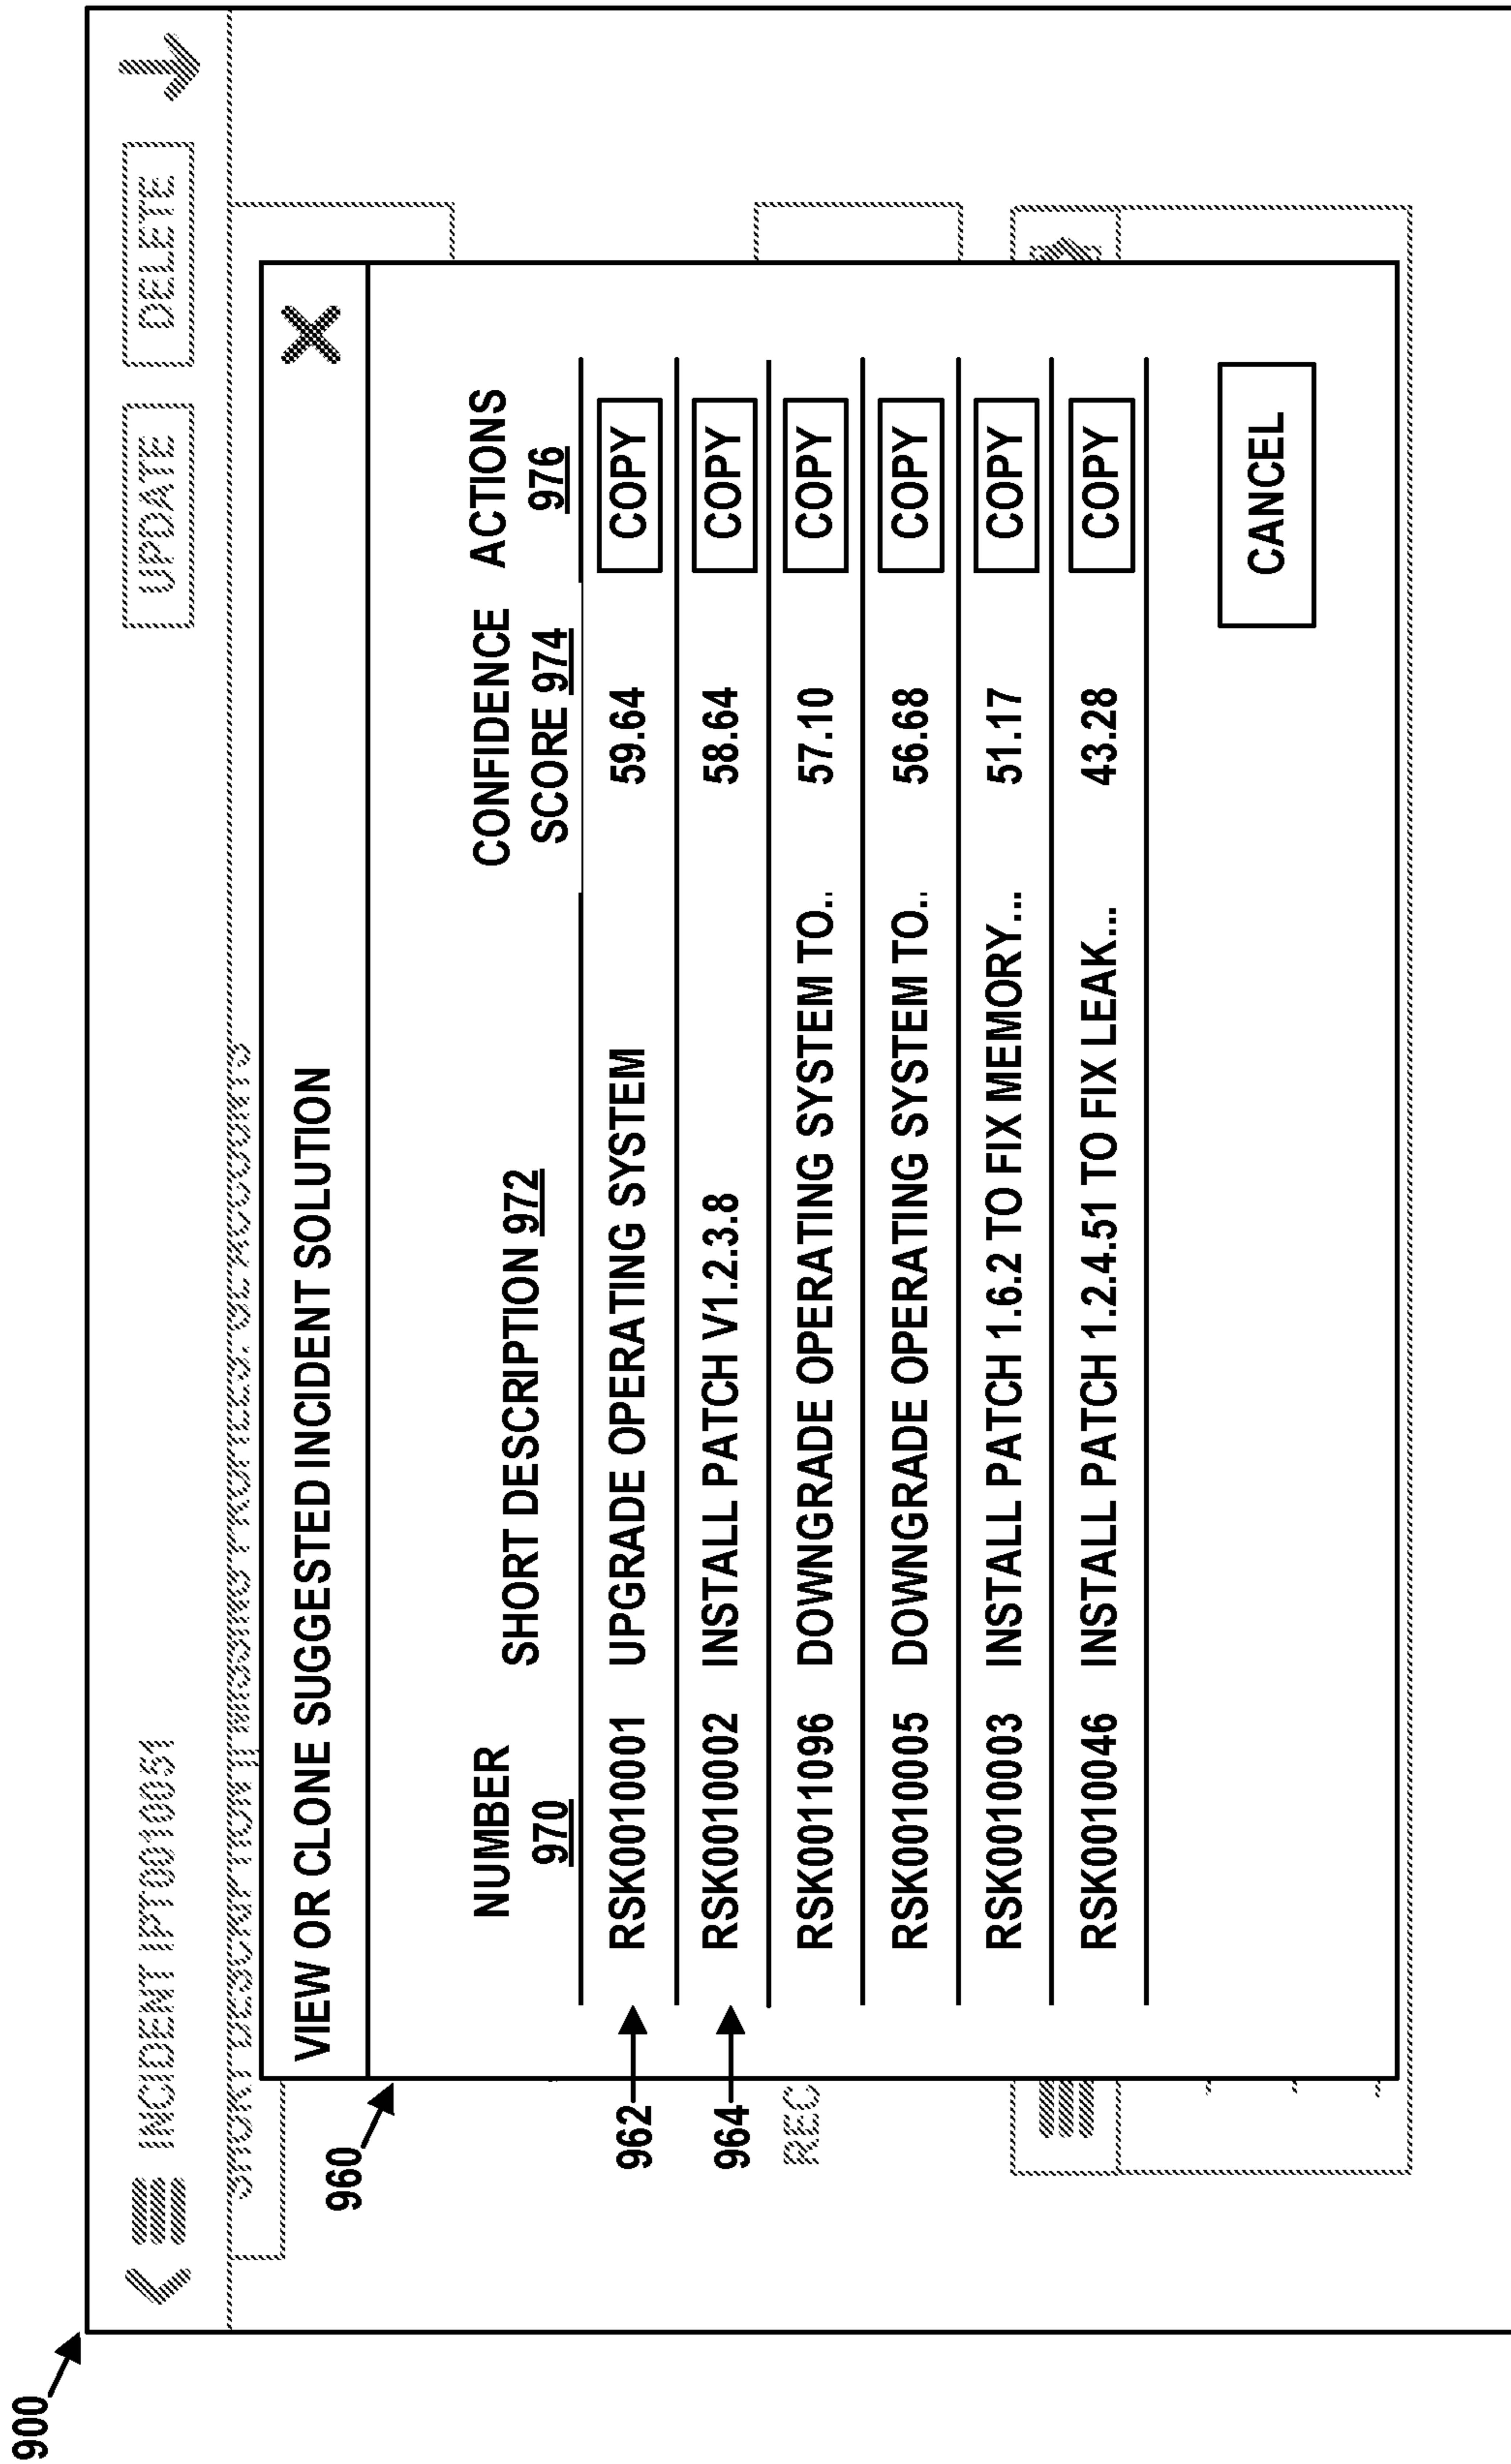 900
INCIDENT IPT0010051
UPDATE
DELETE
960
VIEW OR CLONE SUGGESTED INCIDENT SOLUTION
NUMBER
970
SHORT DESCRIPTION 972
CONFIDENCE
SCORE 974
ACTIONS
976
962
RSK0010001 UPGRADE OPERATING SYSTEM 59.64 COPY
964
RSK0010002 INSTALL PATCH V1.2.3.8 58.64 COPY
REC
RSK0011096 DOWNGRADE OPERATING SYSTEM TO.. 57.10 COPY
RSK0010005 DOWNGRADE OPERATING SYSTEM TO.. 56.68 COPY
RSK0010003 INSTALL PATCH 1.6.2 TO FIX MEMORY... 51.17 COPY
RSK0010046 INSTALL PATCH 1.2.4.51 TO FIX LEAK... 43.28 COPY
CANCEL